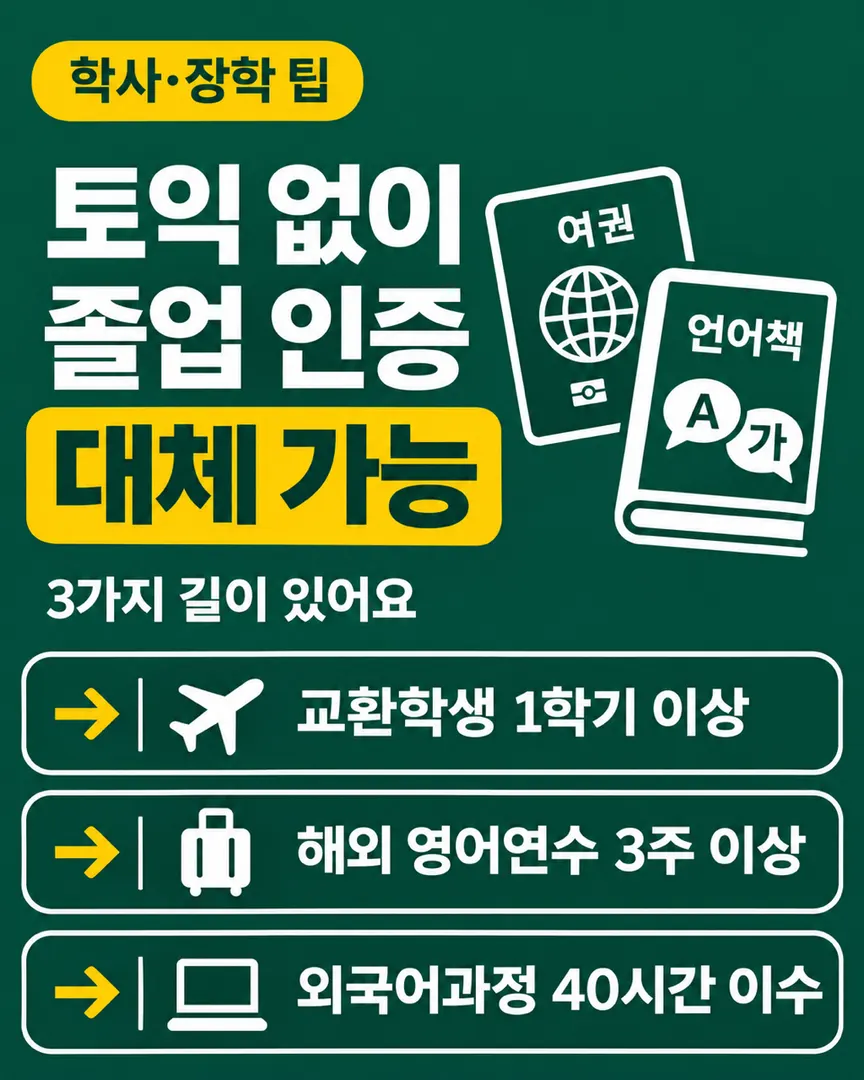 학사·장학 팁
토익 없이
졸업 인증
대체 가능
여권
언어책
A
가
3가지 길이 있어요
교환학생 1학기 이상
해외 영어연수 3주 이상
외국어과정 40시간 이수